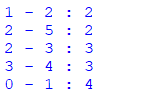 1 - 2 : 2
2 - 5 : 2
2 - 3 : 3
3 - 4 : 3
0 - 1 : 4